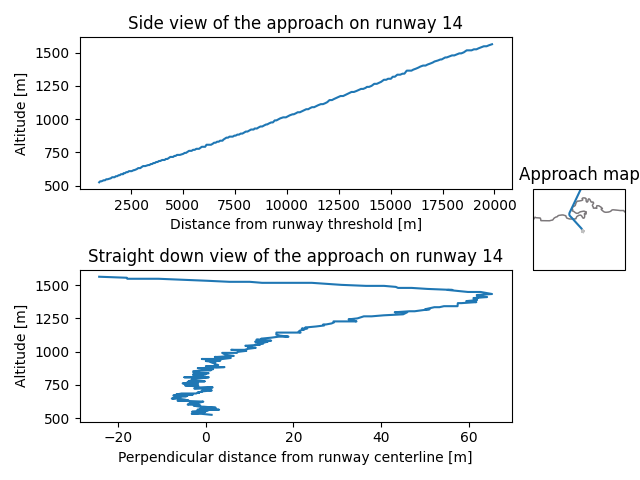 Side view of the approach on runway 14
1500
1250
1000
750
500
Altitude [m]
2500 5000 7500 10000 12500 15000 17500 20000
Distance from runway threshold [m]
Approach map
Straight down view of the approach on runway 14
1500
1250
1000
750
500
Altitude [m]
−20 0 20 40 60
Perpendicular distance from runway centerline [m]